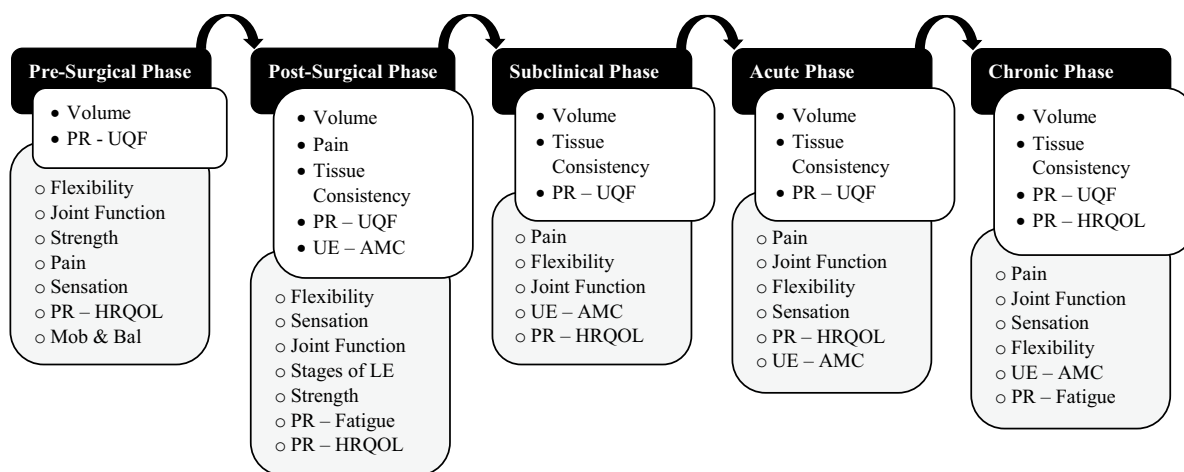 Pre-Surgical Phase
• Volume
• PR - UQF
○ Flexibility
○ Joint Function
○ Strength
○ Pain
○ Sensation
○ PR – HRQOL
○ Mob & Bal
Post-Surgical Phase
• Volume
• Pain
• Tissue
Consistency
• PR – UQF
• UE – AMC
○ Flexibility
○ Sensation
○ Joint Function
○ Stages of LE
○ Strength
○ PR – Fatigue
○ PR – HRQOL
Subclinical Phase
• Volume
• Tissue
Consistency
• PR – UQF
○ Pain
○ Flexibility
○ Joint Function
○ UE – AMC
○ PR – HRQOL
Acute Phase
• Volume
• Tissue
Consistency
• PR – UQF
○ Pain
○ Joint Function
○ Flexibility
○ Sensation
○ PR – HRQOL
○ UE – AMC
Chronic Phase
• Volume
• Tissue
Consistency
• PR – UQF
• PR – HRQOL
○ Pain
○ Joint Function
○ Sensation
○ Flexibility
○ UE – AMC
○ PR – Fatigue